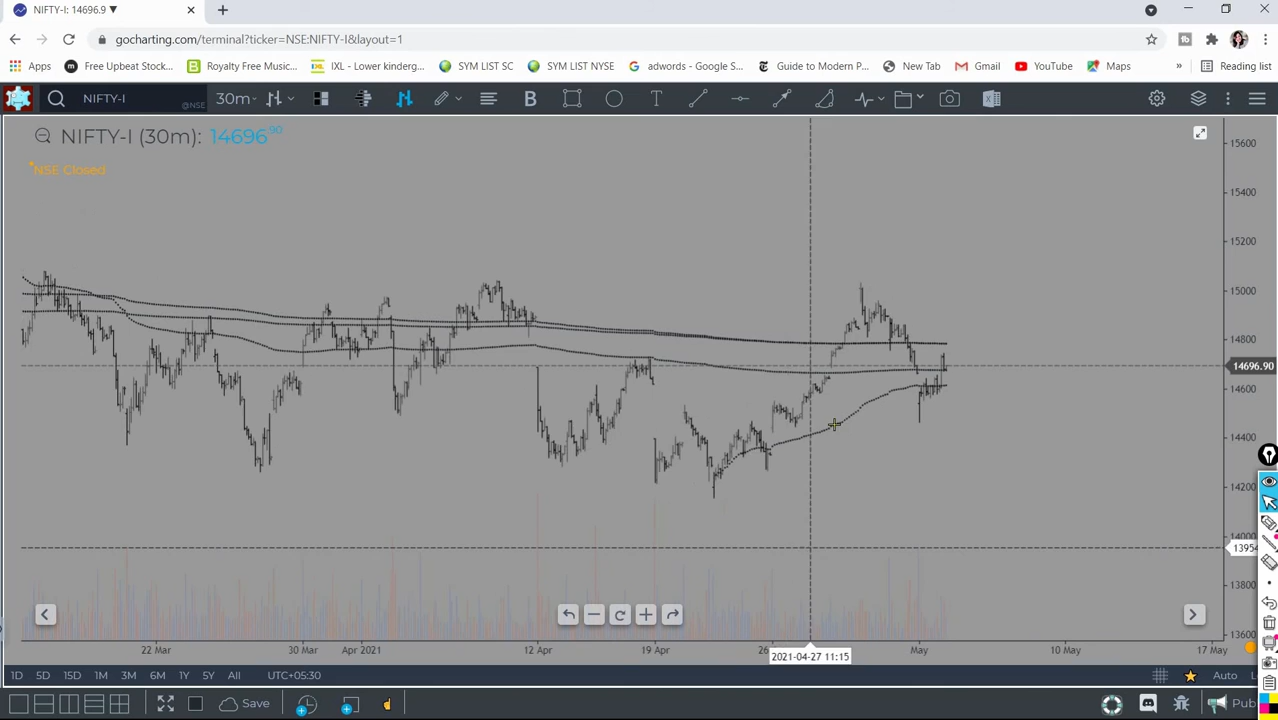 NIFTY-I: 14696.9 ▼
gocharting.com/terminal?ticker=NSE:NIFTY-I&layout=1
Apps
Free Upbeat Stock...
Royalty Free Music...
IXL - Lower kinderg...
SYM LIST SC
SYM LIST NYSE
adwords - Google S...
Guide to Modern P...
New Tab
Gmail
YouTube
Maps
»
Reading list
NIFTY-I @NSE
30m
B
T
NIFTY-I (30m): 14696 90
*NSE Closed
15600
15400
15200
15000
14800
14696.90
14600
14400
14200
14000
13954
13800
13600
22 Mar
30 Mar
Apr 2021
12 Apr
19 Apr
26
May
10 May
17 May
2021-04-27 11:15
1D 5D 15D 1M 3M 6M 1Y 5Y All UTC+05:30
Auto
Save
Pub